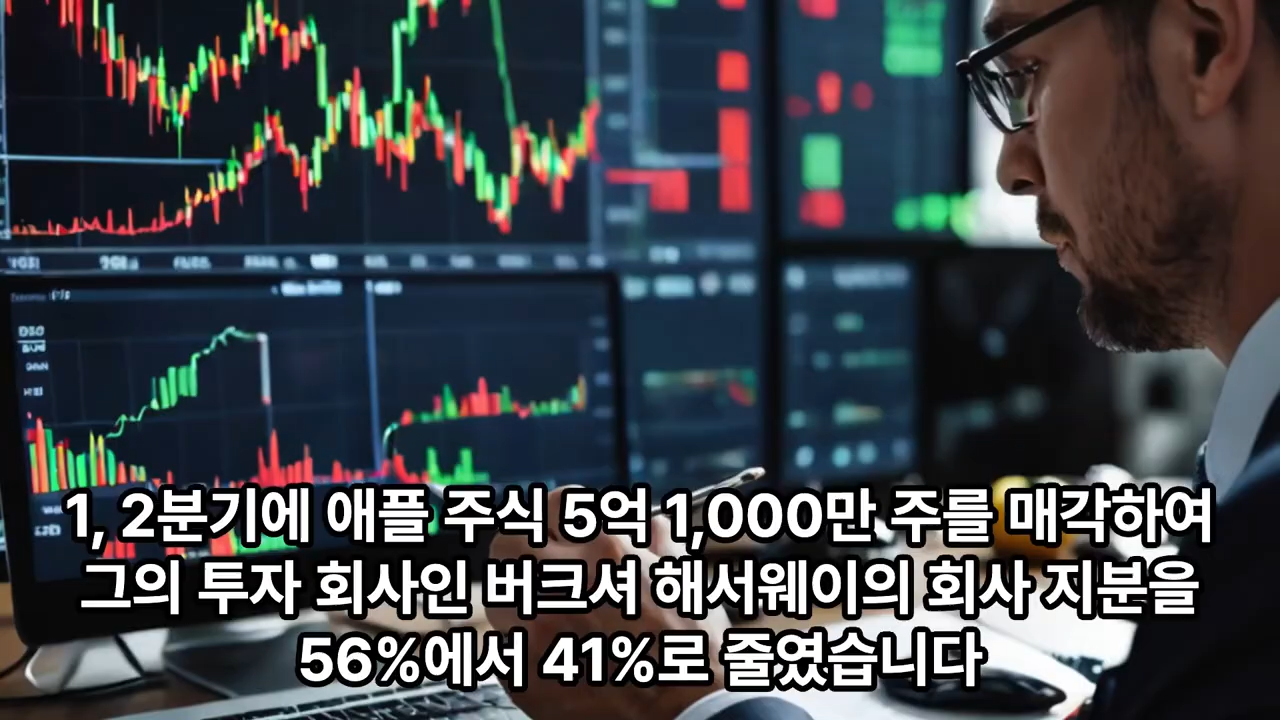 1, 2분기에 애플 주식 5억 1,000만 주를 매각하여
그의 투자 회사인 버크셔 해서웨이의 회사 지분을
56%에서 41%로 줄였습니다